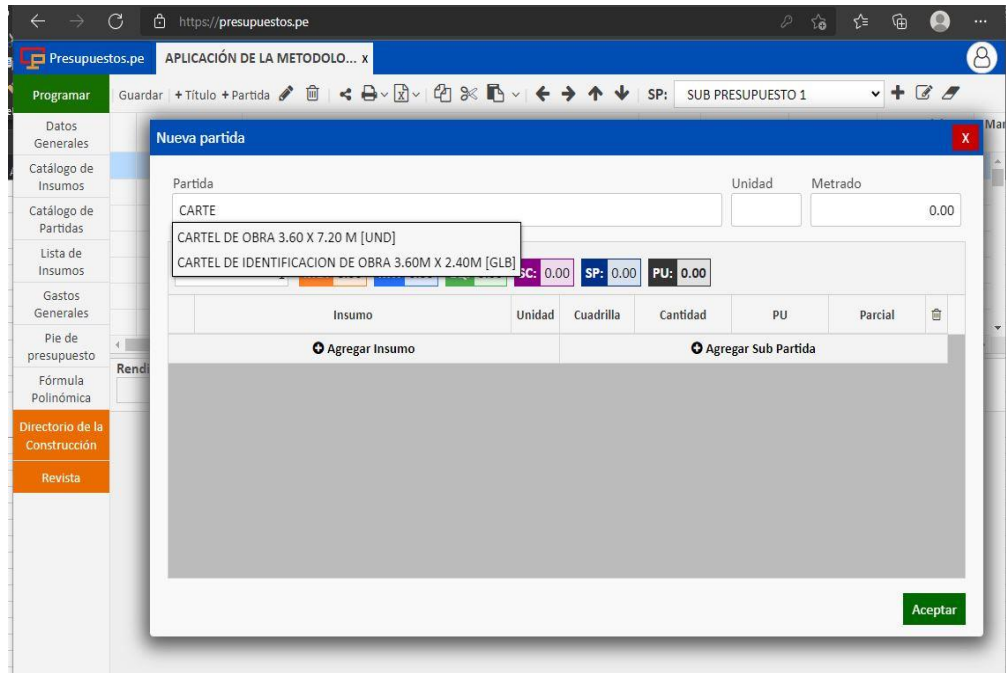 https://presupuestos.pe
Presupuestos.pe APLICACIÓN DE LA METODOLO... x
Programar Guardar +Título +Partida SP: SUB PRESUPUESTO 1
Datos Generales
Catálogo de Insumos
Catálogo de Partidas
Lista de Insumos
Gastos Generales
Pie de presupuesto
Fórmula Polinómica
Directorio de la Construcción
Revista
Nueva partida X
Partida Unidad Metrado
CARTE 0.00
CARTEL DE OBRA 3.60 X 7.20 M [UND]
CARTEL DE IDENTIFICACION DE OBRA 3.60M X 2.40M [GLB]
SC: 0.00 SP: 0.00 PU: 0.00
Insumo Unidad Cuadrilla Cantidad PU Parcial
Agregar Insumo Agregar Sub Partida
Rendi
Aceptar